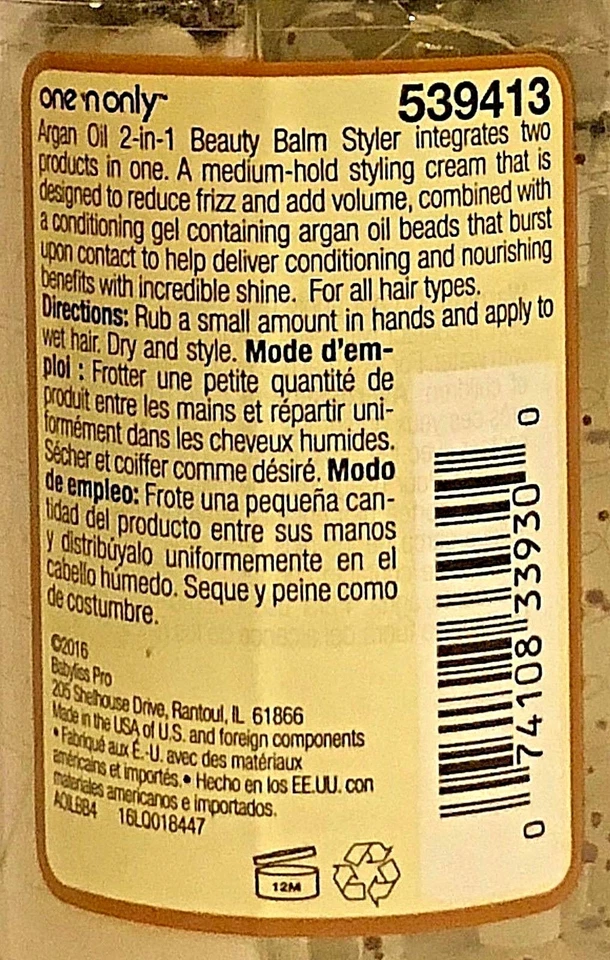 one 'n only™
539413
Argan Oil 2-in-1 Beauty Balm Styler integrates two
products in one. A medium-hold styling cream that is
designed to reduce frizz and add volume, combined with
a conditioning gel containing argan oil beads that burst
upon contact to help deliver conditioning and nourishing
benefits with incredible shine. For all hair types.
Directions: Rub a small amount in hands and apply to
wet hair. Dry and style. Mode d'em-
ploi : Frotter une petite quantité de
produit entre les mains et répartir uni-
formément dans les cheveux humides.
Sécher et coiffer comme désiré. Modo
de empleo: Frote una pequeña can-
tidad del producto entre sus manos
y distribúyalo uniformemente en el
cabello húmedo. Seque y peine como
de costumbre.
©2016
Babyliss Pro
205 Shelhouse Drive, Rantoul, IL 61866
Made in the USA of U.S. and foreign components
• Fabriqué aux É.-U. avec des matériaux
américains et importés.• Hecho en los EE.UU. con
materiales americanos e importados.
AOILBB4 16LQ018447
12M
0 74108 33930 0